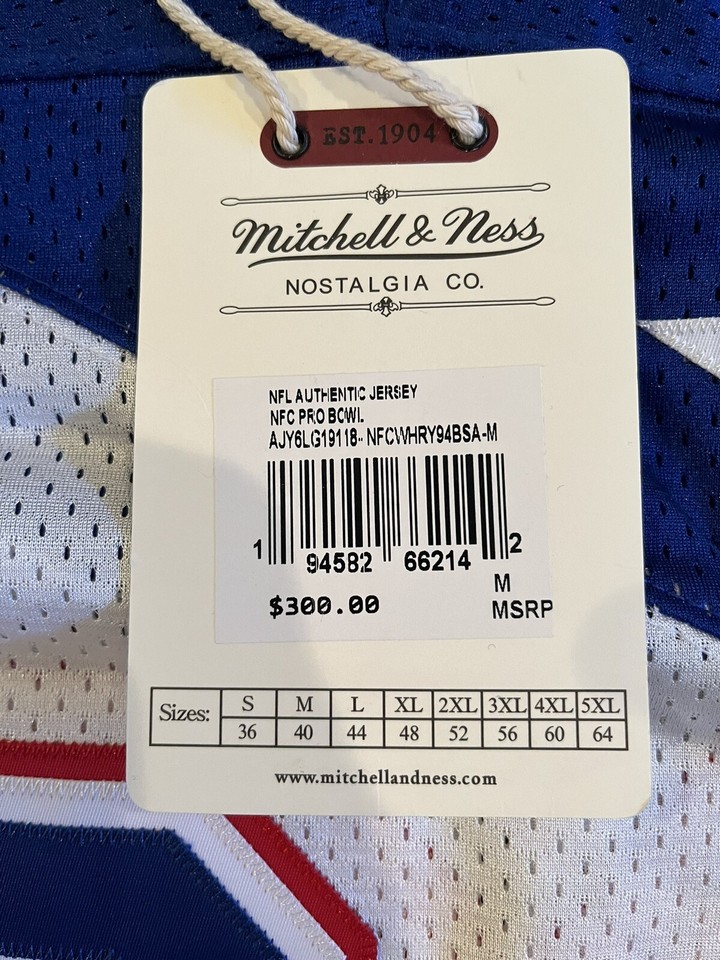 EST.1904
Mitchell & Ness
NOSTALGIA CO.
NFL AUTHENTIC JERSEY
NFC PRO BOWL
AJY6LG19118-NFCWHRY94BSA-M
1 94582 66214 2
$300.00 M
MSRP
Sizes: S M L XL 2XL 3XL 4XL 5XL
36 40 44 48 52 56 60 64
www.mitchellandness.com